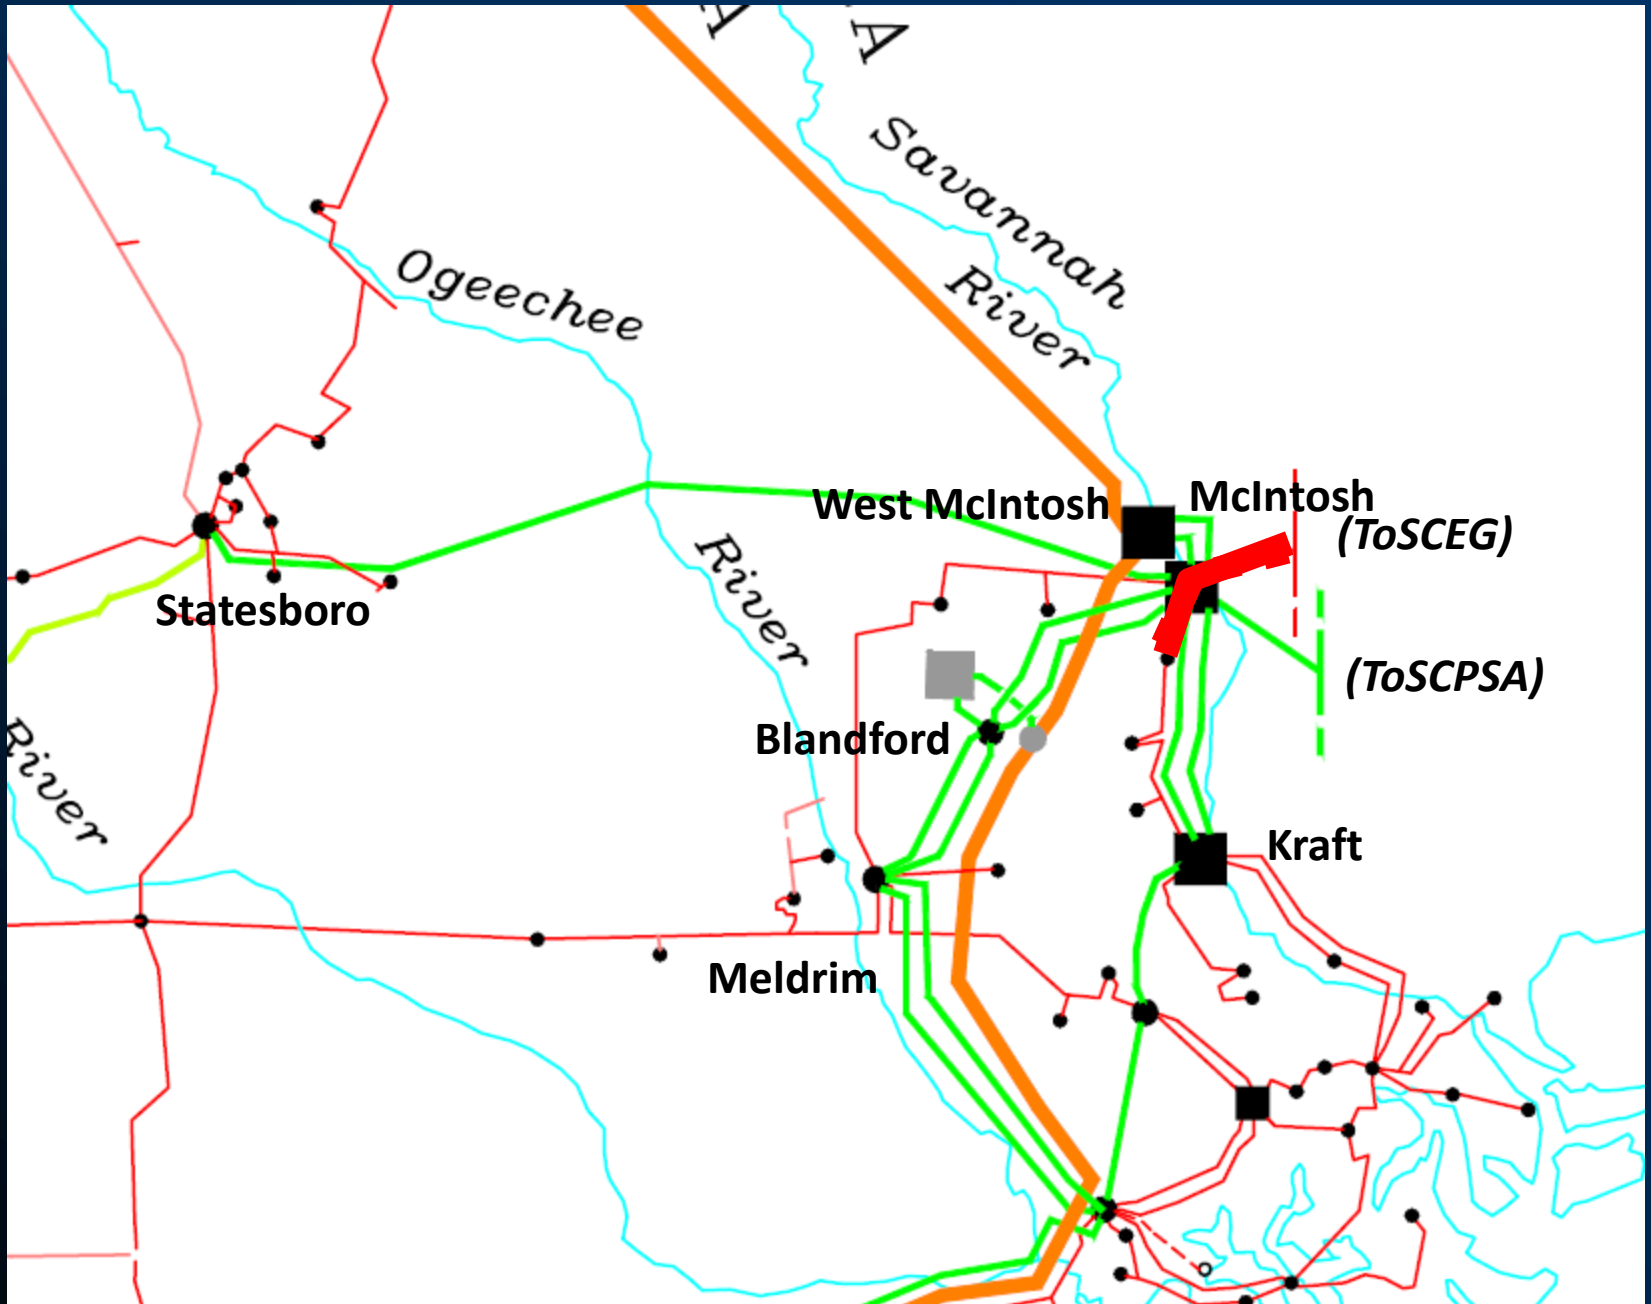 A
A
Savannah
River
Ogeechee
River
West McIntosh
McIntosh
(ToSCEG)
Statesboro
(ToSCPSA)
Blandford
River
Kraft
Meldrim